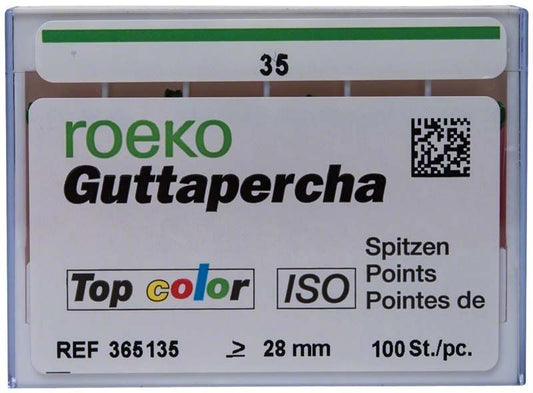 35
roeko
Guttapercha
Top color
ISO
Spitzen
Points
Pointes de
REF 365135 ≥ 28 mm 100 St./pc.